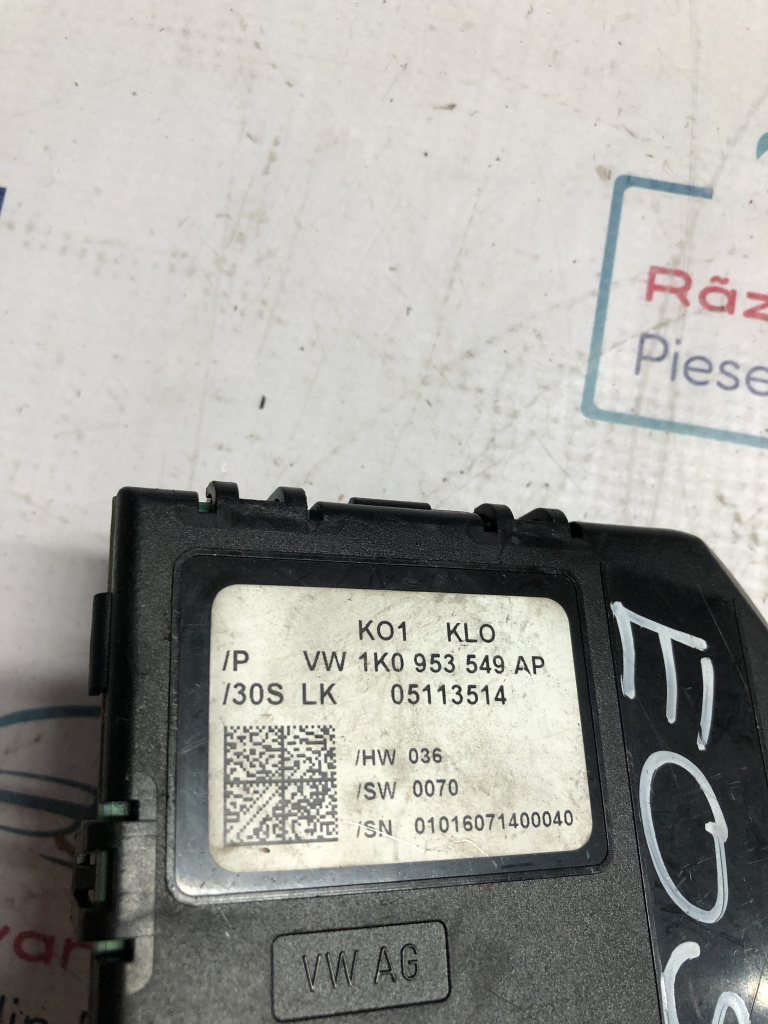 Răz
Piese
KO1 KLO
/P VW 1K0 953 549 AP
/30S LK 05113514
/HW 036
/SW 0070
/SN 01016071400040
VW AG
EOS
var